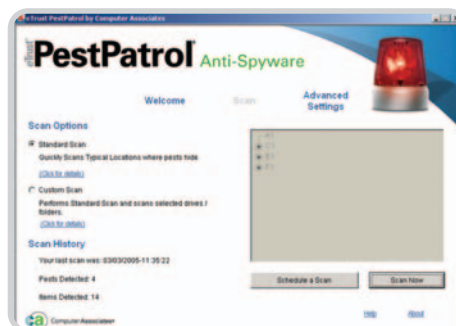 eTrust PestPatrol by Computer Associates
eTrust PestPatrol Anti-Spyware
Welcome Scan Advanced Settings
Scan Options
Standard Scan
Quickly Scans Typical Locations where pests hide.
(Click for details)
Custom Scan
Performs Standard Scan and scans selected drives /
folders.
(Click for details)
Scan History
Your last scan was: 03/03/2005-11:35:22
Pests Detected: 4
Items Detected: 14
Schedule a Scan Scan Now
ca Computer Associates®
Help About